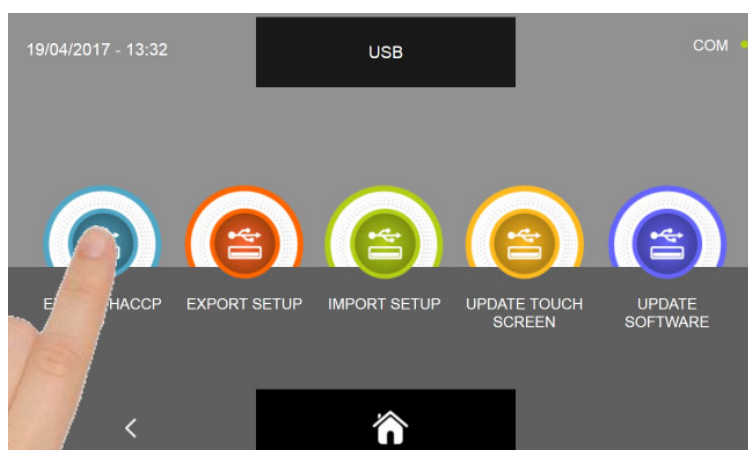 19/04/2017 - 13:32
USB
COM
HACCP
EXPORT SETUP
IMPORT SETUP
UPDATE TOUCH
SCREEN
UPDATE
SOFTWARE